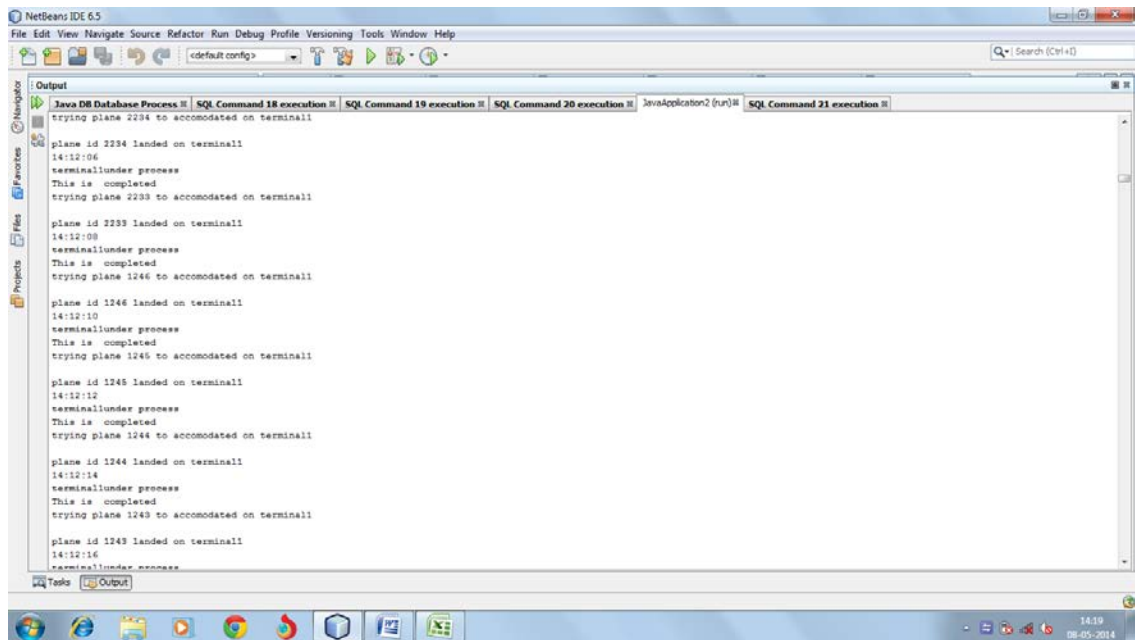 NetBeans IDE 6.5
File Edit View Navigate Source Refactor Run Debug Profile Versioning Tools Window Help
<default config>
Search (Ctrl+I)
Navigator
Favorites
Files
Projects
Output
Java DB Database Process SQL Command 18 execution SQL Command 19 execution SQL Command 20 execution JavaApplication2 (run) SQL Command 21 execution
trying plane 2234 to accomodated on terminal1
plane id 2234 landed on terminal1
14:12:06
terminal1under process
This is completed
trying plane 2233 to accomodated on terminal1
plane id 2233 landed on terminal1
14:12:08
terminal1under process
This is completed
trying plane 1246 to accomodated on terminal1
plane id 1246 landed on terminal1
14:12:10
terminal1under process
This is completed
trying plane 1245 to accomodated on terminal1
plane id 1245 landed on terminal1
14:12:12
terminal1under process
This is completed
trying plane 1244 to accomodated on terminal1
plane id 1244 landed on terminal1
14:12:14
terminal1under process
This is completed
trying plane 1243 to accomodated on terminal1
plane id 1243 landed on terminal1
14:12:16
terminal1under process
Tasks Output
14:19
08-05-2014